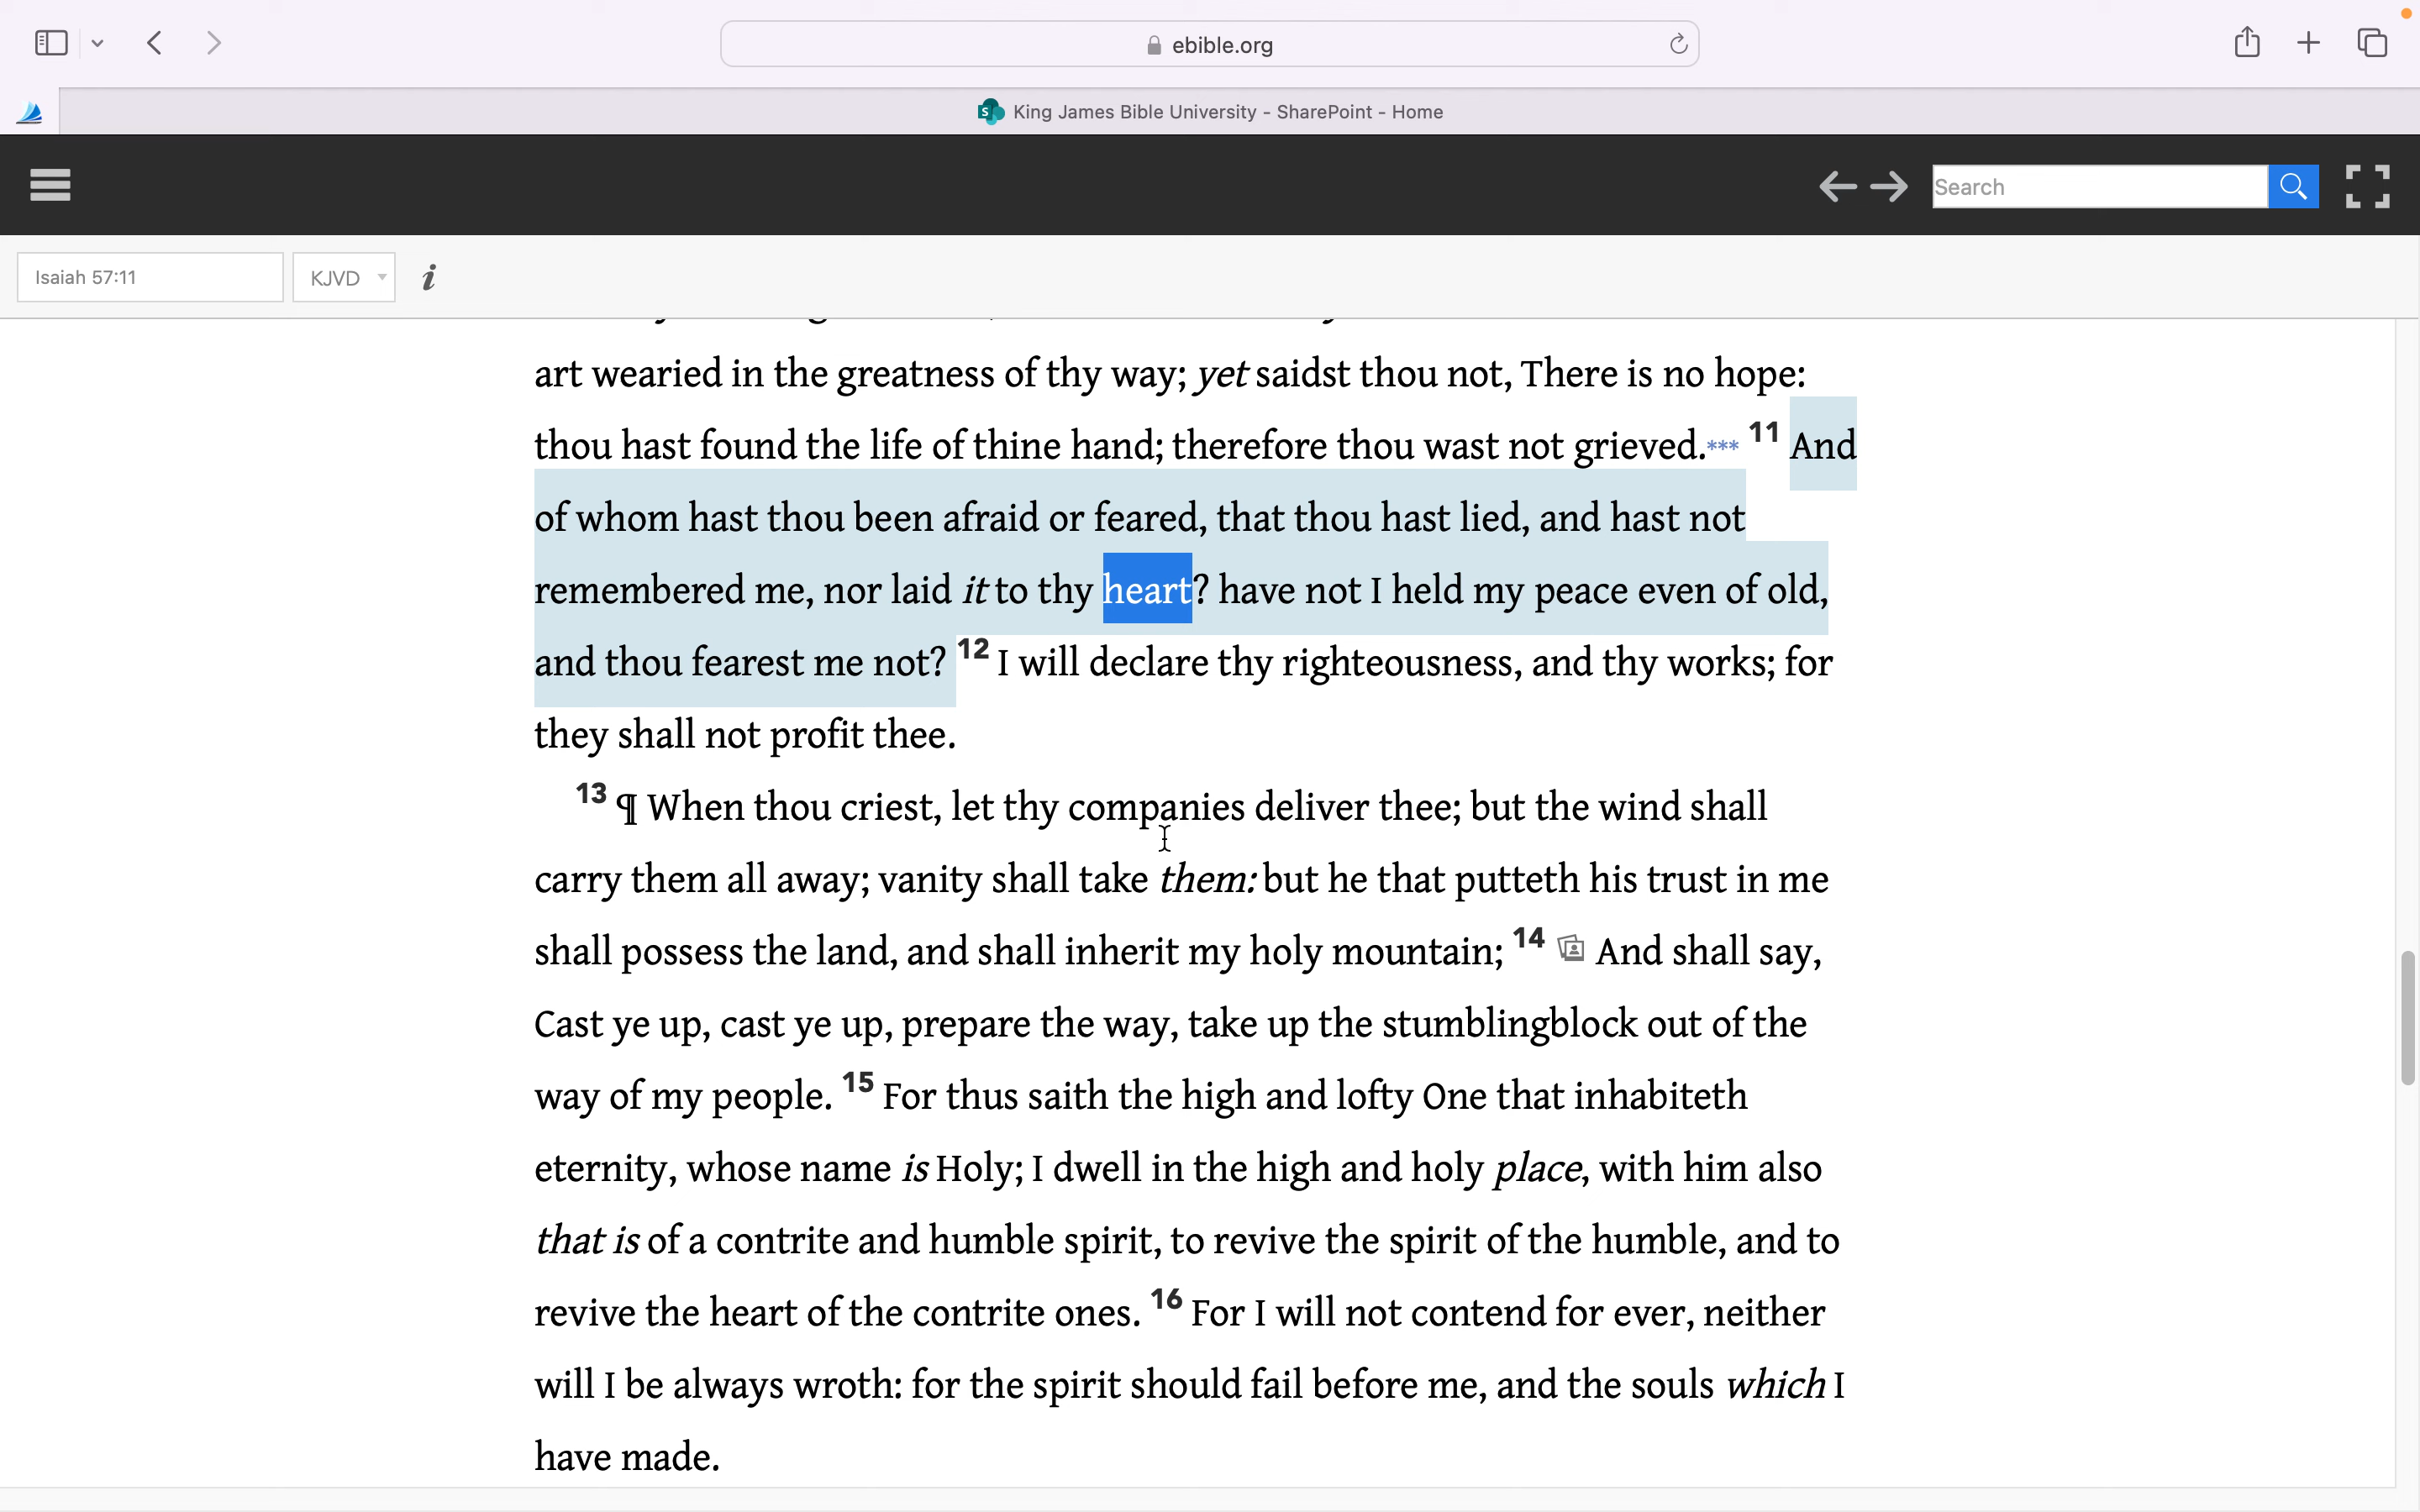 ebible.org
King James Bible University - SharePoint - Home
Search
Isaiah 57:11
KJVD
i
art wearied in the greatness of thy way; yet saidst thou not, There is no hope:
thou hast found the life of thine hand; therefore thou wast not grieved.*** 11 And
of whom hast thou been afraid or feared, that thou hast lied, and hast not
remembered me, nor laid it to thy heart? have not I held my peace even of old,
and thou fearest me not? 12 I will declare thy righteousness, and thy works; for
they shall not profit thee.
13 ¶ When thou criest, let thy companies deliver thee; but the wind shall
carry them all away; vanity shall take them: but he that putteth his trust in me
shall possess the land, and shall inherit my holy mountain; 14 And shall say,
Cast ye up, cast ye up, prepare the way, take up the stumblingblock out of the
way of my people. 15 For thus saith the high and lofty One that inhabiteth
eternity, whose name is Holy; I dwell in the high and holy place, with him also
that is of a contrite and humble spirit, to revive the spirit of the humble, and to
revive the heart of the contrite ones. 16 For I will not contend for ever, neither
will I be always wroth: for the spirit should fail before me, and the souls which I
have made.